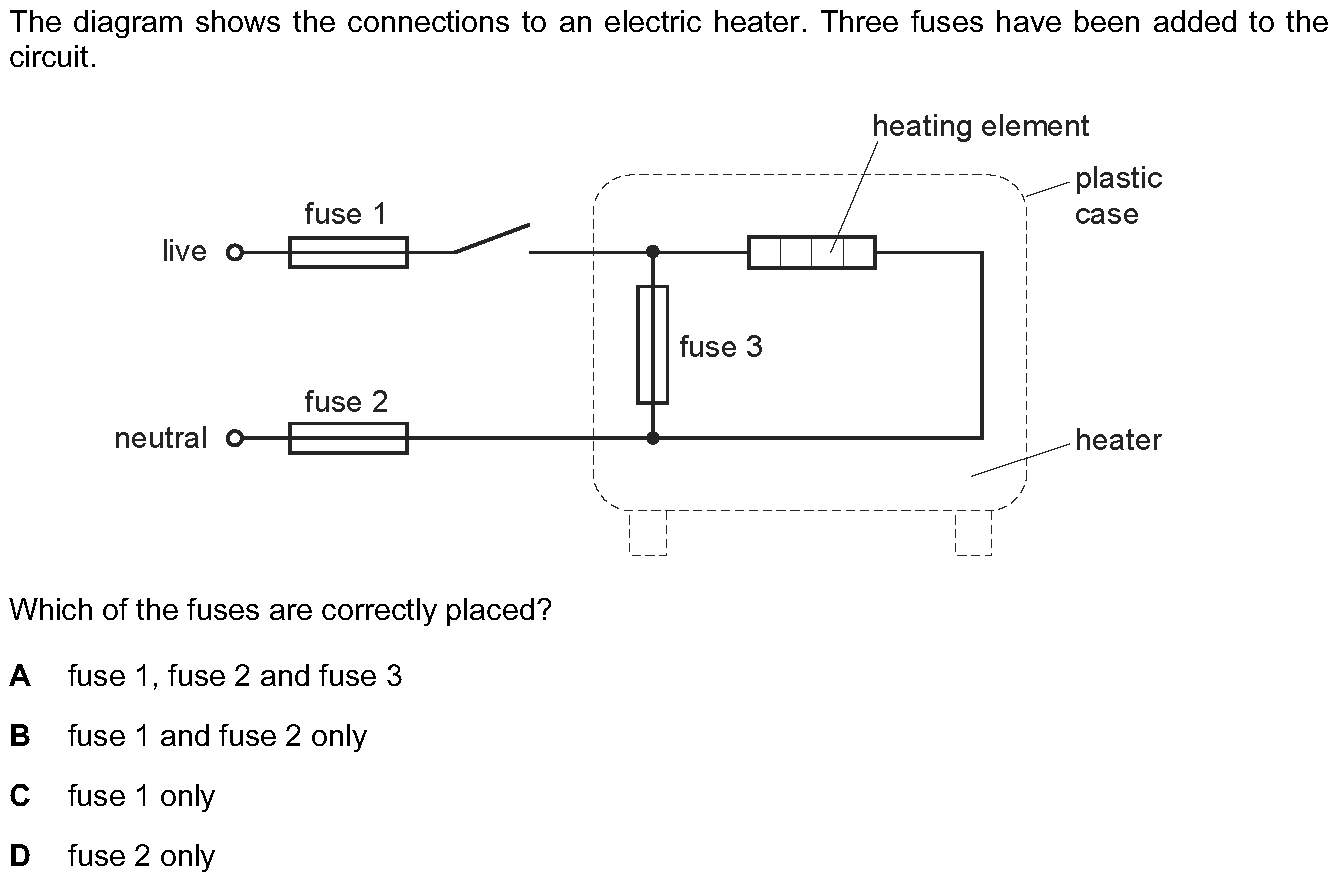 The diagram shows the connections to an electric heater. Three fuses have been added to the
circuit.
heating element
plastic
case
fuse 1
live
fuse 3
fuse 2
neutral
heater
Which of the fuses are correctly placed?
A fuse 1, fuse 2 and fuse 3
B fuse 1 and fuse 2 only
C fuse 1 only
D fuse 2 only